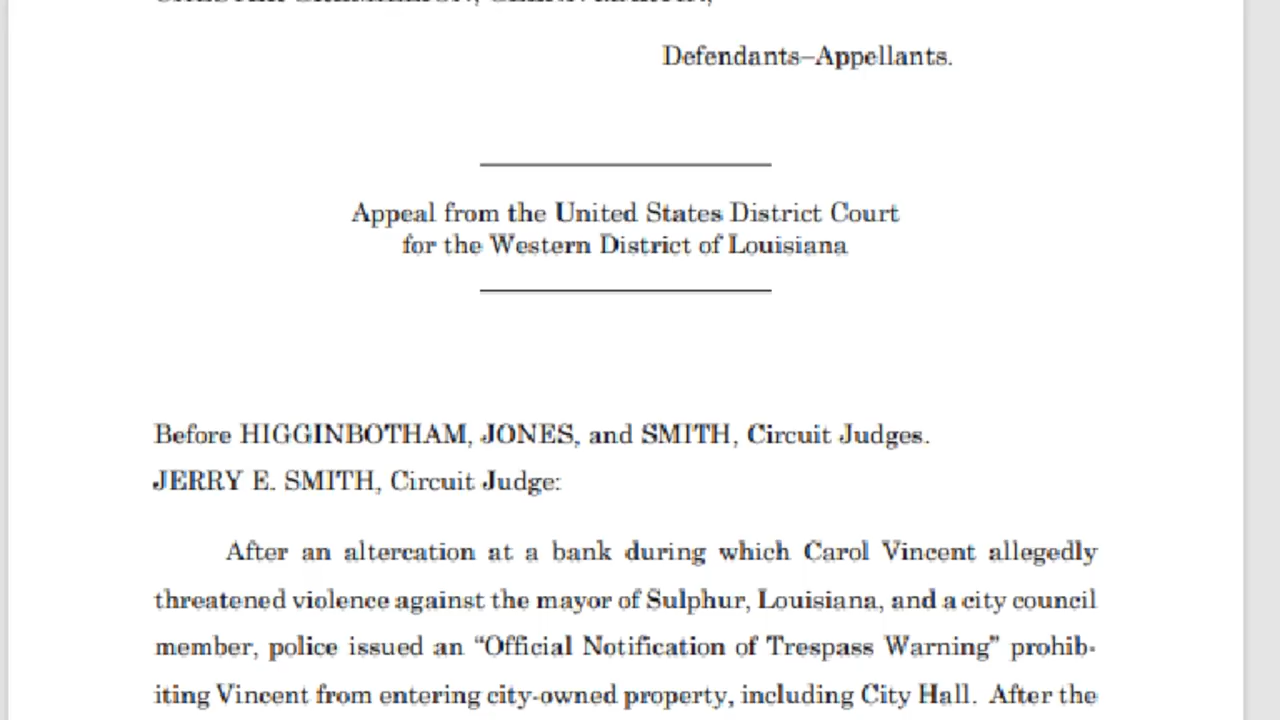 Defendants–Appellants.
Appeal from the United States District Court
for the Western District of Louisiana
Before HIGGINBOTHAM, JONES, and SMITH, Circuit Judges.
JERRY E. SMITH, Circuit Judge:
After an altercation at a bank during which Carol Vincent allegedly
threatened violence against the mayor of Sulphur, Louisiana, and a city council
member, police issued an “Official Notification of Trespass Warning” prohib-
iting Vincent from entering city-owned property, including City Hall. After the